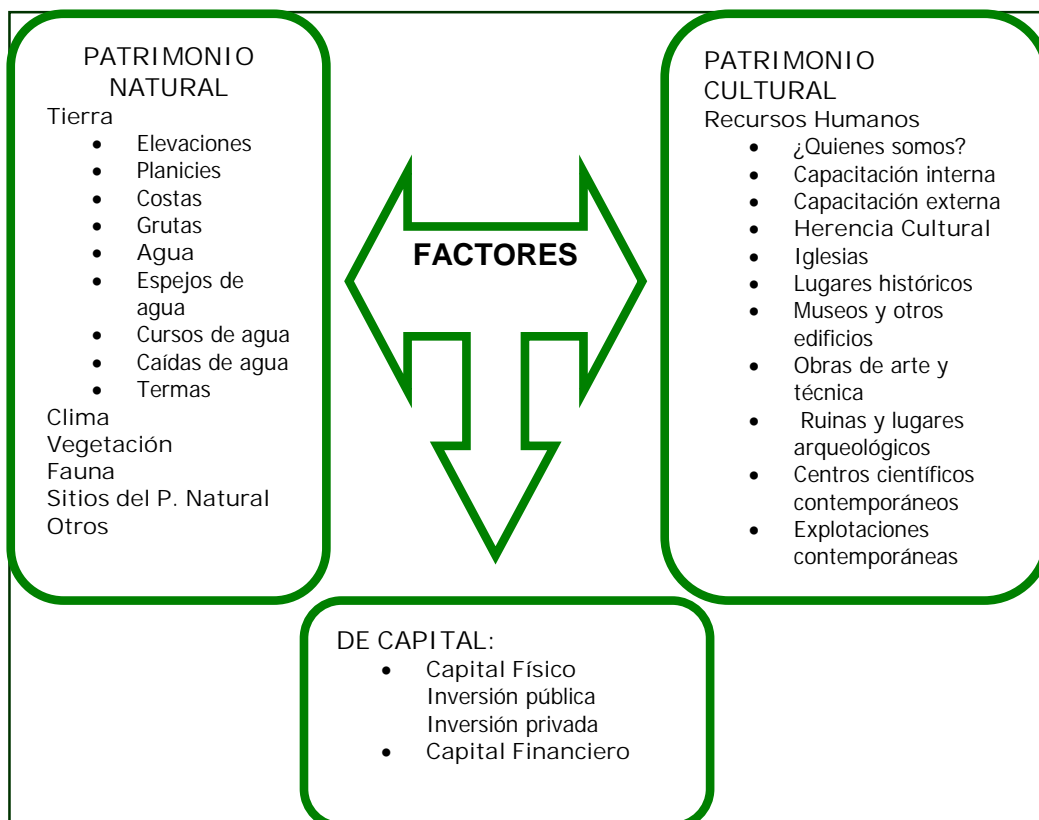 PATRIMONIO
NATURAL
Tierra
• Elevaciones
• Planicies
• Costas
• Grutas
• Agua
• Espejos de
agua
• Cursos de agua
• Caídas de agua
• Termas
Clima
Vegetación
Fauna
Sitios del P. Natural
Otros
FACTORES
PATRIMONIO
CULTURAL
Recursos Humanos
• ¿Quienes somos?
• Capacitación interna
• Capacitación externa
• Herencia Cultural
• Iglesias
• Lugares históricos
• Museos y otros
edificios
• Obras de arte y
técnica
• Ruinas y lugares
arqueológicos
• Centros científicos
contemporáneos
• Explotaciones
contemporáneas
DE CAPITAL:
• Capital Físico
Inversión pública
Inversión privada
• Capital Financiero